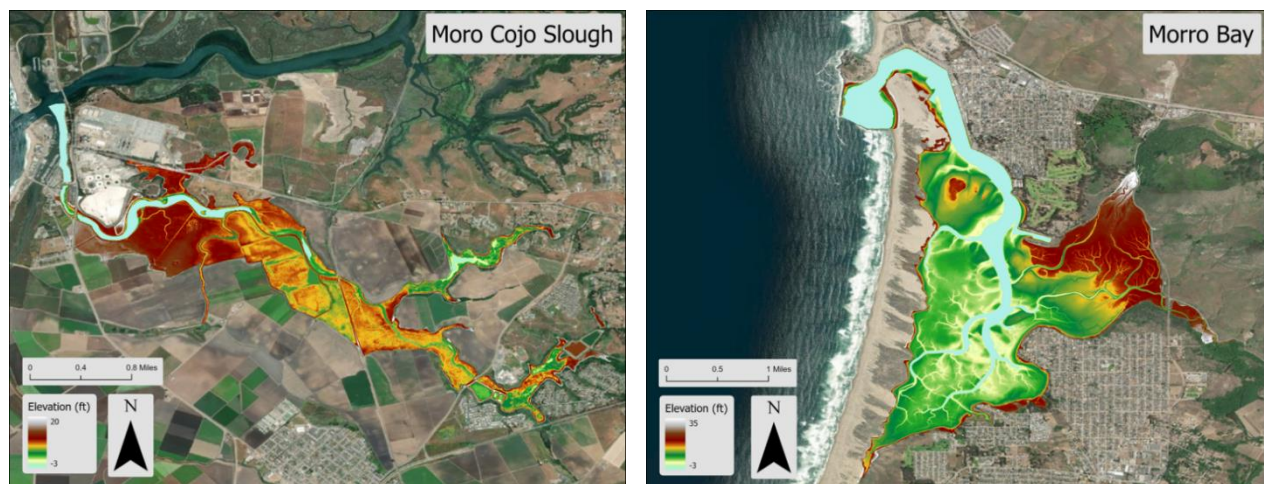 Moro Cojo Slough
0 0.4 0.8 Miles
Elevation (ft)
20
-3
N
Morro Bay
0 0.5 1 Miles
Elevation (ft)
35
-3
N